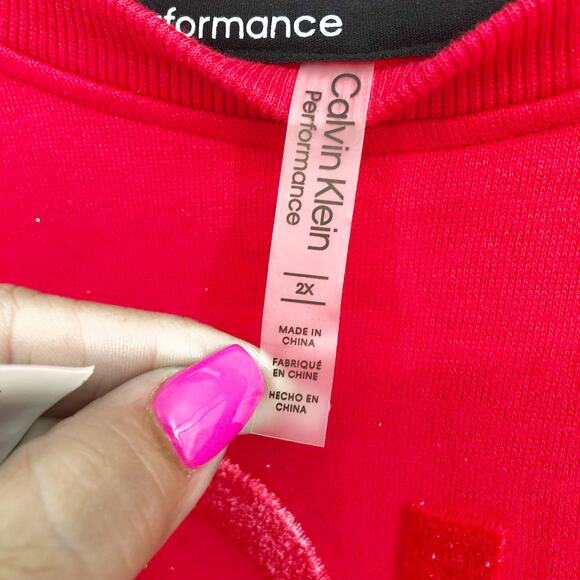 formance
Calvin Klein
Performance
2X
MADE IN
CHINA
FABRIQUÉ
EN CHINE
HECHO EN
CHINA